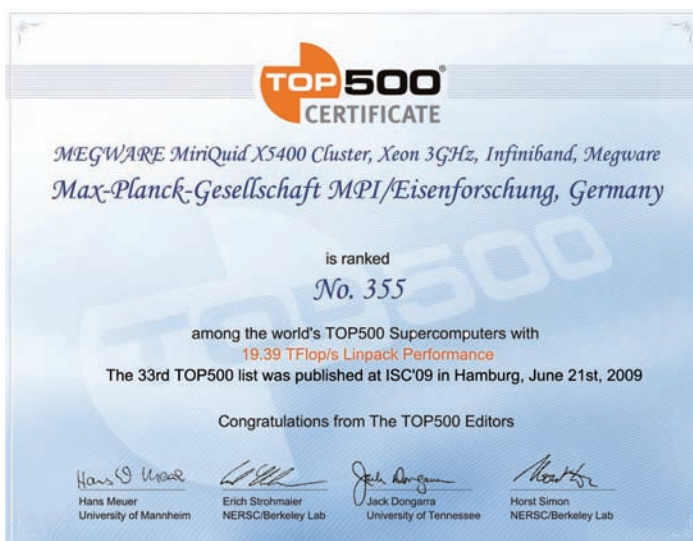 TOP500®
CERTIFICATE
MEGWARE MiriQuid X5400 Cluster, Xeon 3GHz, Infiniband, Megware
Max-Planck-Gesellschaft MPI/Eisenforschung, Germany
is ranked
No. 355
among the world's TOP500 Supercomputers with
19.39 TFlop/s Linpack Performance
The 33rd TOP500 list was published at ISC'09 in Hamburg, June 21st, 2009
Congratulations from The TOP500 Editors
Hans Meuer
Erich Strohmaier
Jack Dongarra
Horst Simon
University of Mannheim
NERSC/Berkeley Lab
University of Tennessee
NERSC/Berkeley Lab